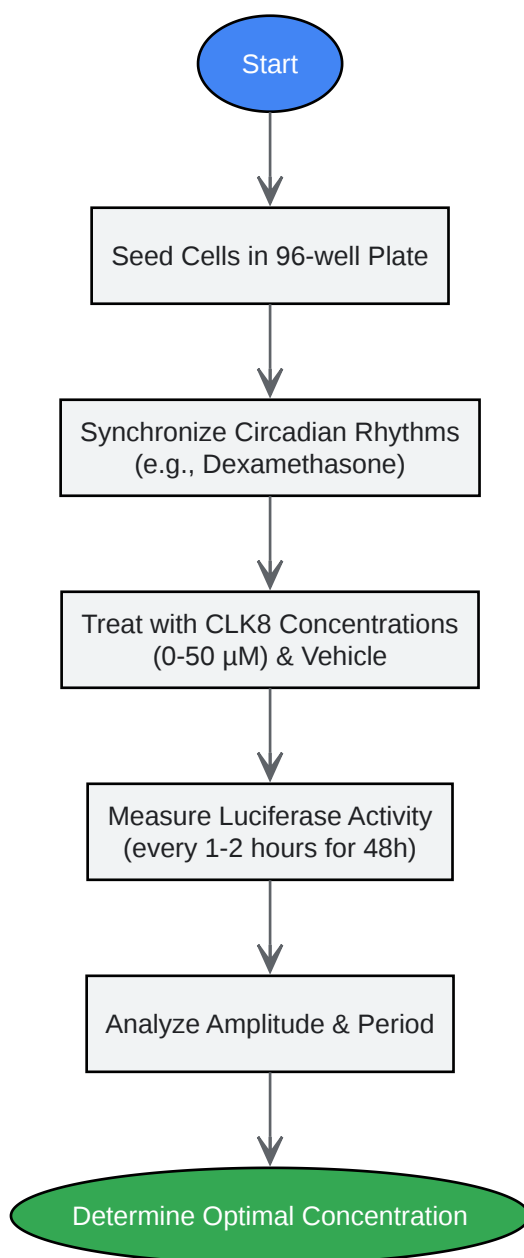 Start
Seed Cells in 96-well Plate
Synchronize Circadian Rhythms
(e.g., Dexamethasone)
Treat with CLK8 Concentrations
(0-50 µM) & Vehicle
Measure Luciferase Activity
(every 1-2 hours for 48h)
Analyze Amplitude & Period
Determine Optimal Concentration